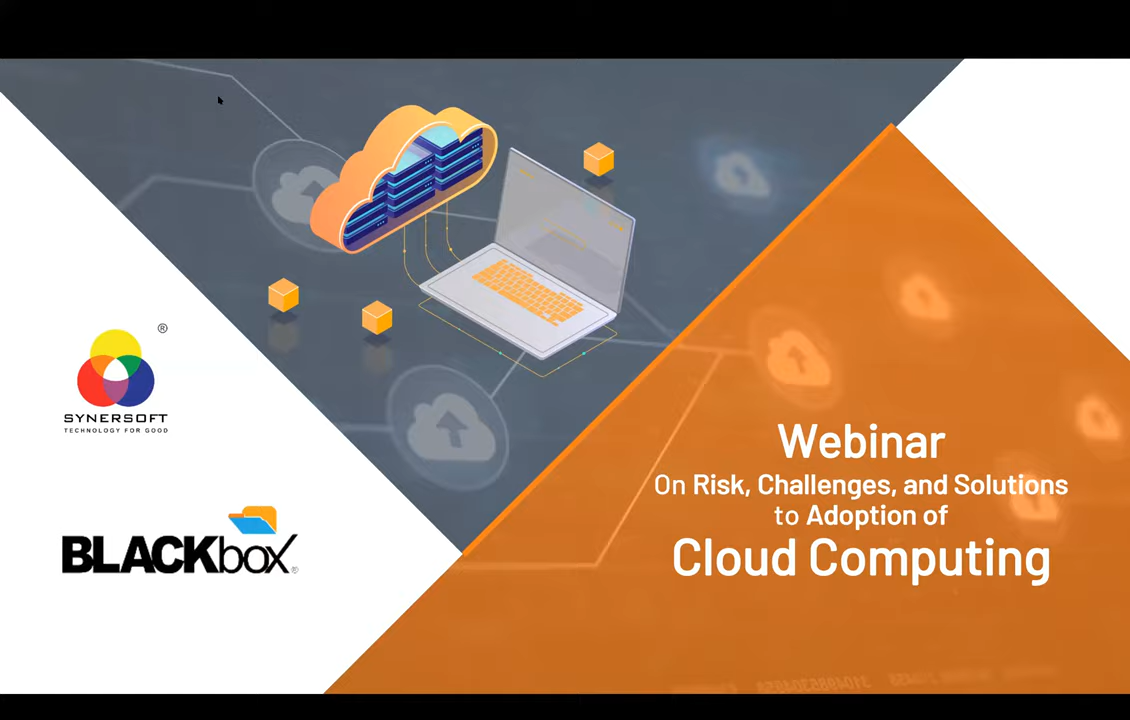 ®
SYNERSOFT
TECHNOLOGY FOR GOOD
BLACKbox®
Webinar
On Risk, Challenges, and Solutions
to Adoption of
Cloud Computing